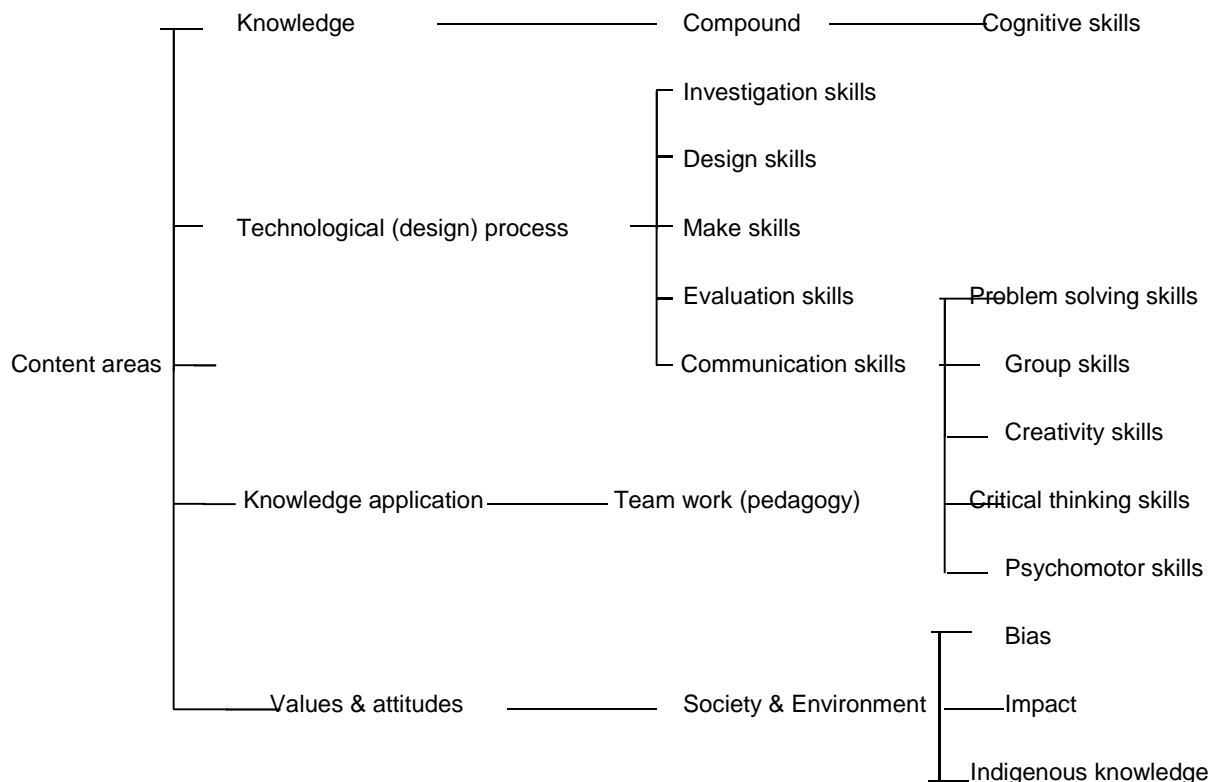 Knowledge Compound Cognitive skills
Investigation skills
Design skills
Technological (design) process Make skills
Evaluation skills Problem solving skills
Content areas Communication skills Group skills
Creativity skills
Knowledge application Team work (pedagogy) Critical thinking skills
Psychomotor skills
Bias
Values & attitudes Society & Environment Impact
Indigenous knowledge